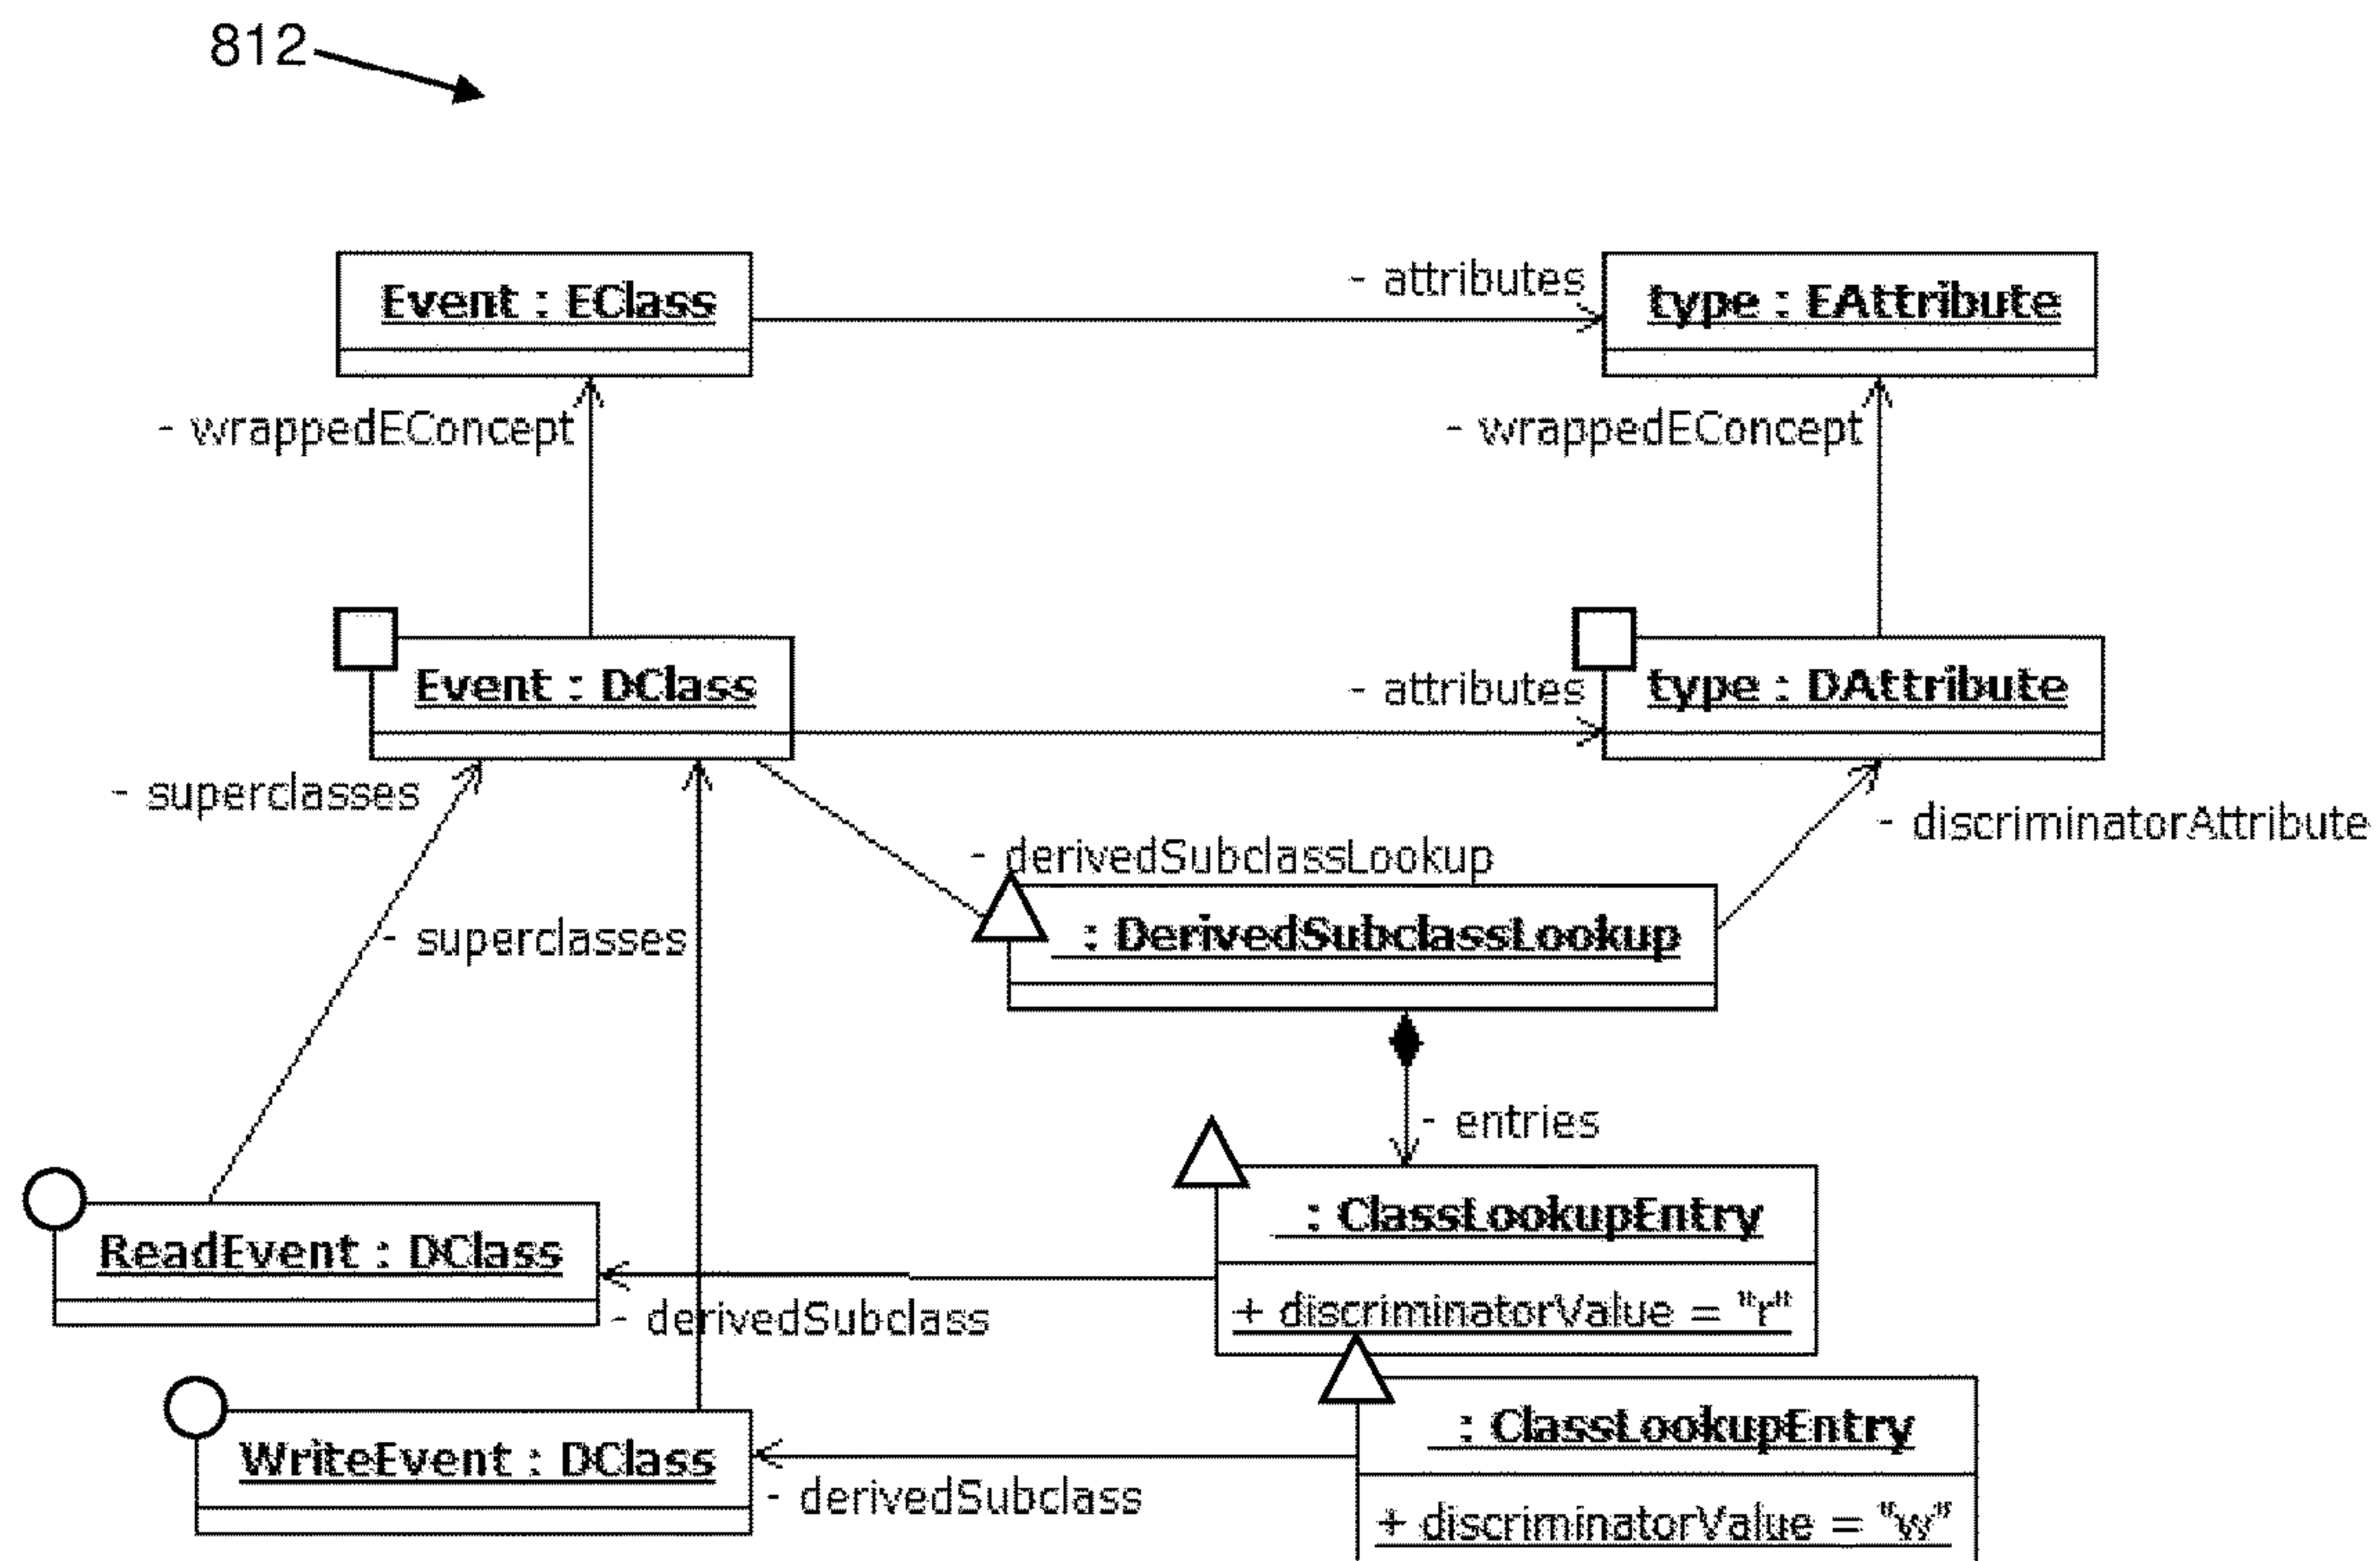 812
Event : EClass
- attributes
type : EAttribute
- wrappedEConcept
- wrappedEConcept
Event : DClass
- attributes
type : DAttribute
- superclasses
- discriminatorAttribute
- derivedSubclassLookup
- superclasses
: DerivedSubclassLookup
- entries
ReadEvent : DClass
: ClassLookupEntry
- derivedSubclass
+ discriminatorValue = "r"
WriteEvent : DClass
: ClassLookupEntry
- derivedSubclass
+ discriminatorValue = "w"